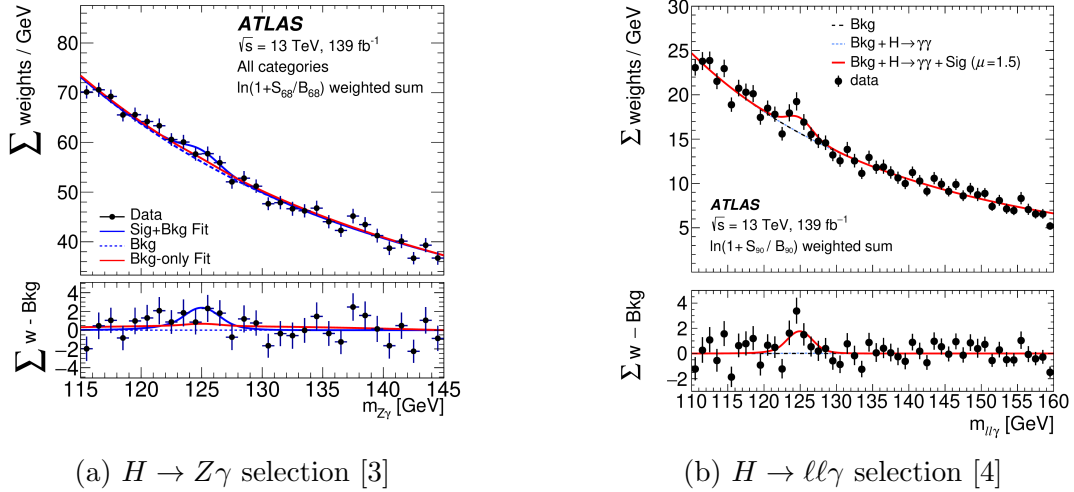 ATLAS
√s = 13 TeV, 139 fb⁻¹
All categories
ln(1+S₆₈/B₆₈) weighted sum
∑ weights / GeV
80
70
60
50
40
Data
Sig+Bkg Fit
Bkg
Bkg-only Fit
∑ w - Bkg
4
2
0
−2
−4
115 120 125 130 135 140 145
m_Zγ [GeV]
(a) H → Zγ selection [3]
∑ weights / GeV
30
25
20
15
10
5
Bkg
Bkg + H→γγ
Bkg + H→γγ + Sig (μ=1.5)
data
ATLAS
√s = 13 TeV, 139 fb⁻¹
ln(1 + S₉₀ / B₉₀) weighted sum
∑ w − Bkg
4
2
0
−2
110 115 120 125 130 135 140 145 150 155 160
m_llγ [GeV]
(b) H → ℓℓγ selection [4]